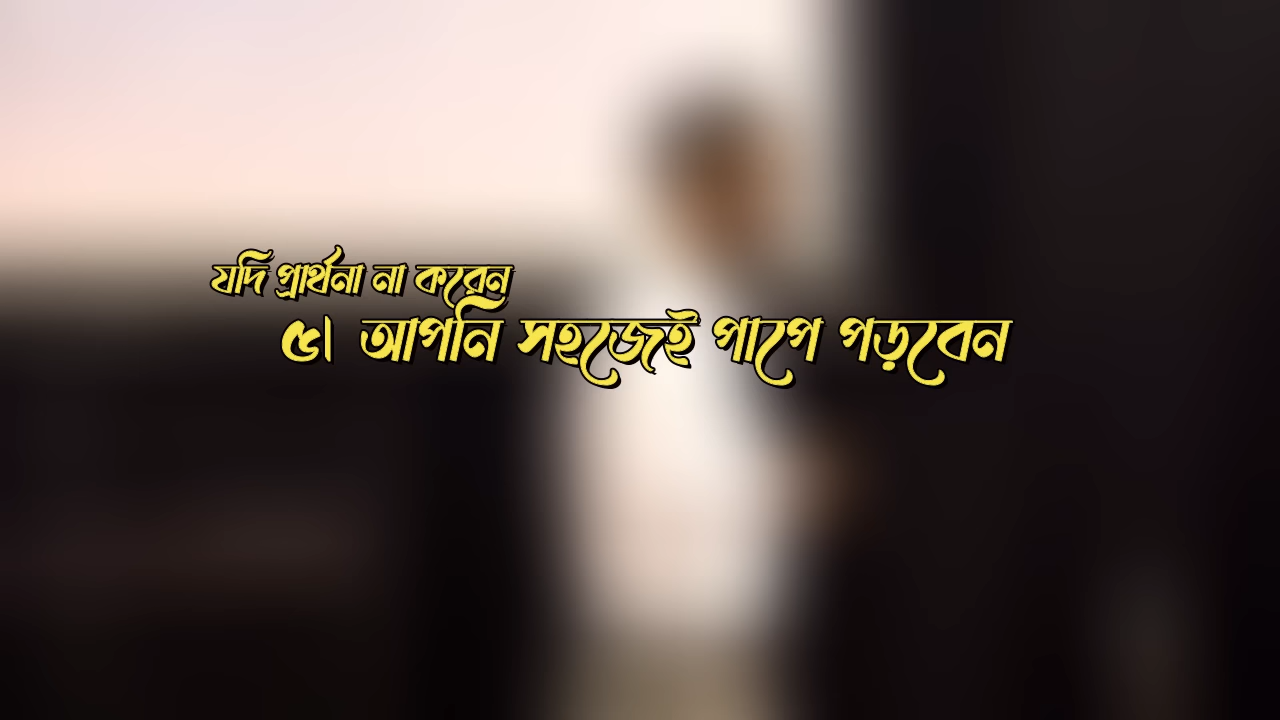 যদি প্রার্থনা না করেন
৫। আপনি সহজেই পাপে পড়বেন